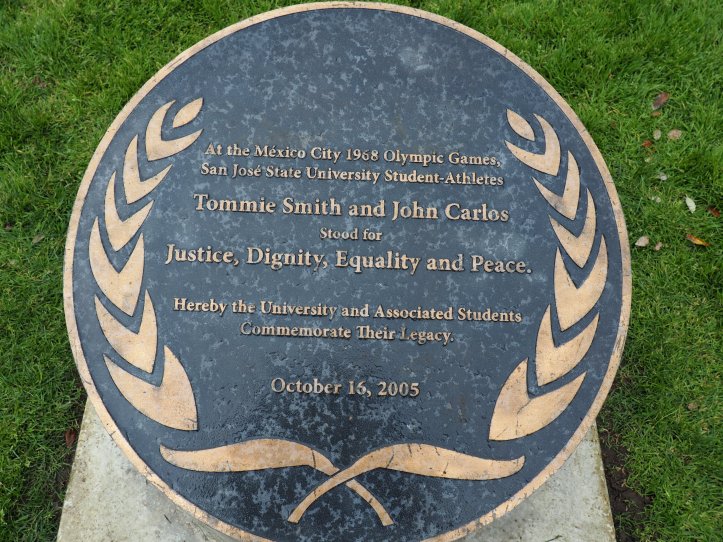 At the México City 1968 Olympic Games,
San José State University Student-Athletes
Tommie Smith and John Carlos
Stood for
Justice, Dignity, Equality and Peace.
Hereby the University and Associated Students
Commemorate Their Legacy.
October 16, 2005